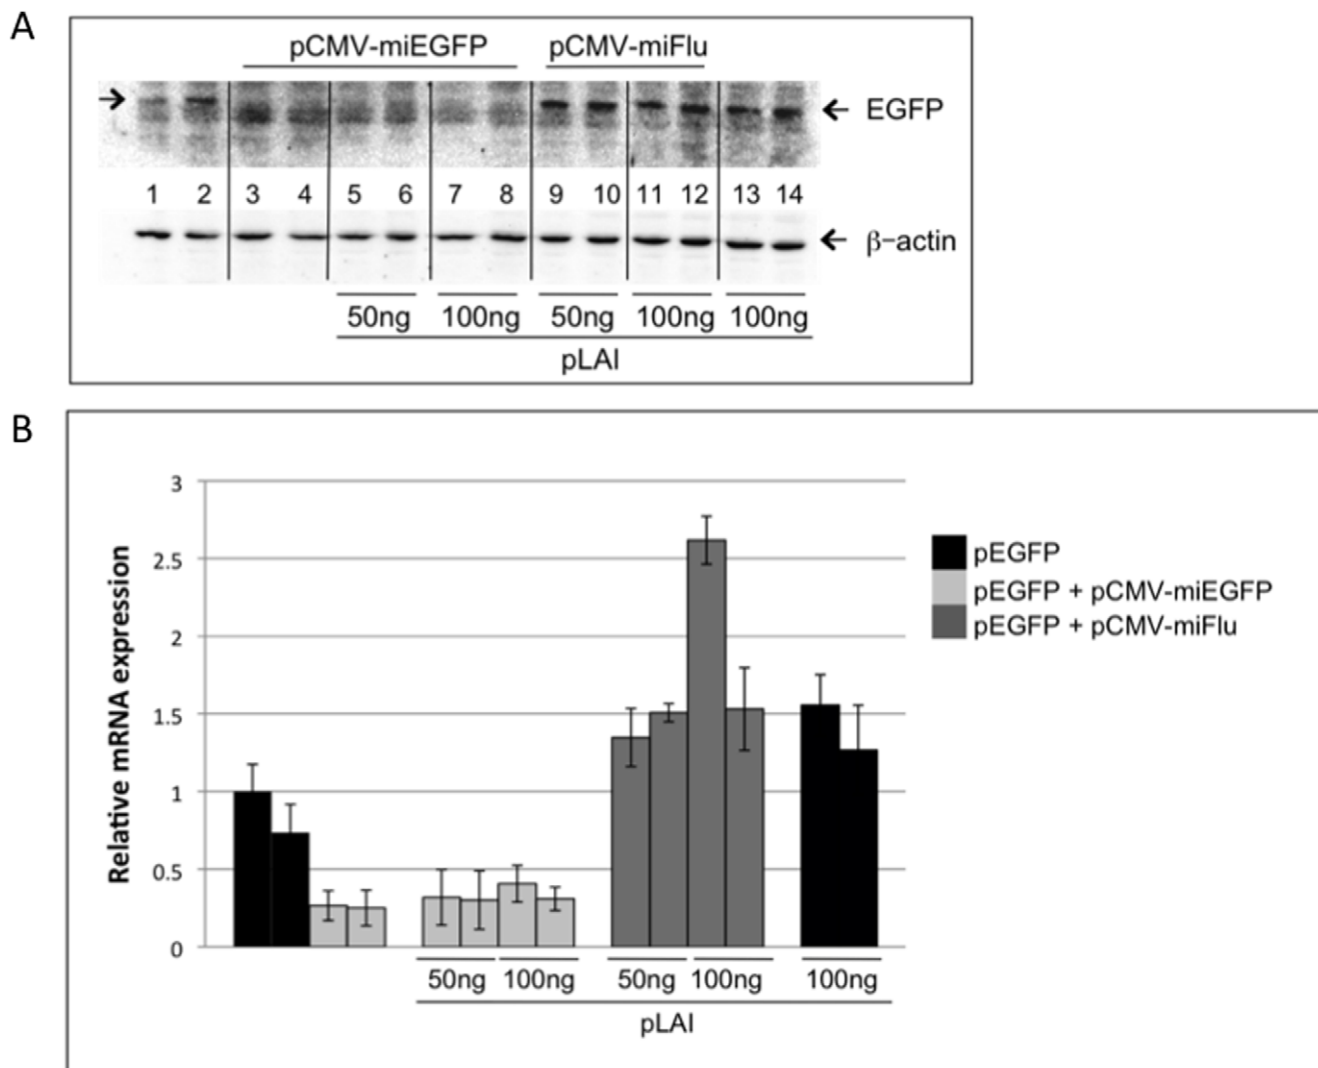 A
pCMV-miEGFP pCMV-miFlu
→ ← EGFP
1 2 3 4 5 6 7 8 9 10 11 12 13 14
← β−actin
50ng 100ng 50ng 100ng 100ng
pLAI
B
3
2.5
2
1.5
1
0.5
0
Relative mRNA expression
pEGFP
pEGFP + pCMV-miEGFP
pEGFP + pCMV-miFlu
50ng 100ng 50ng 100ng 100ng
pLAI